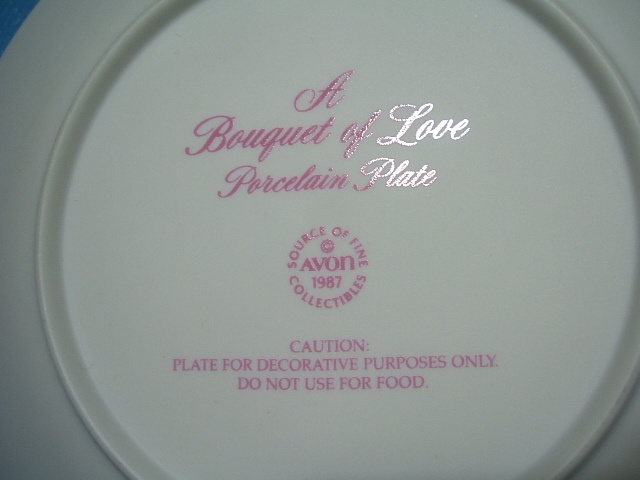 A
Bouquet of Love
Porcelain Plate
SOURCE OF FINE
©
AVON
1987
COLLECTIBLES
CAUTION:
PLATE FOR DECORATIVE PURPOSES ONLY.
DO NOT USE FOR FOOD.